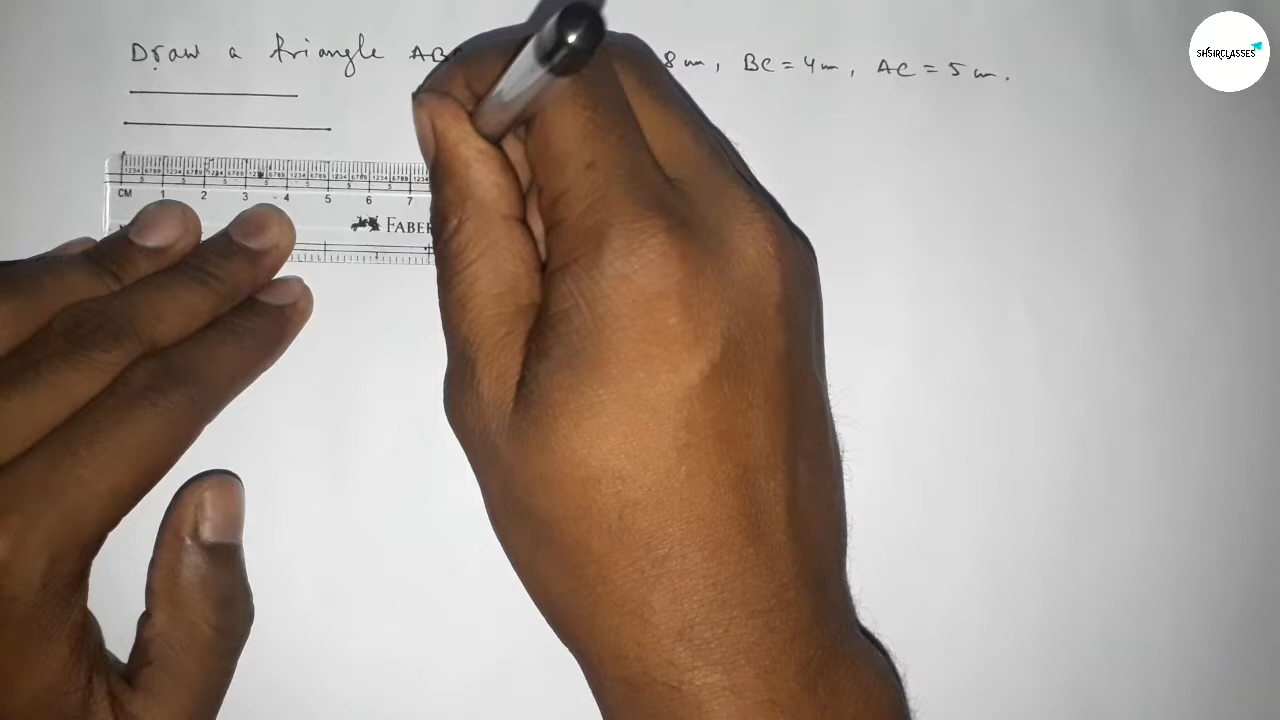 Draw a triangle ABC 8 cm, BC = 4 cm, AC = 5 cm.
SHSIRCLASSES
CM 1 2 3 4 5 6 7
FABER